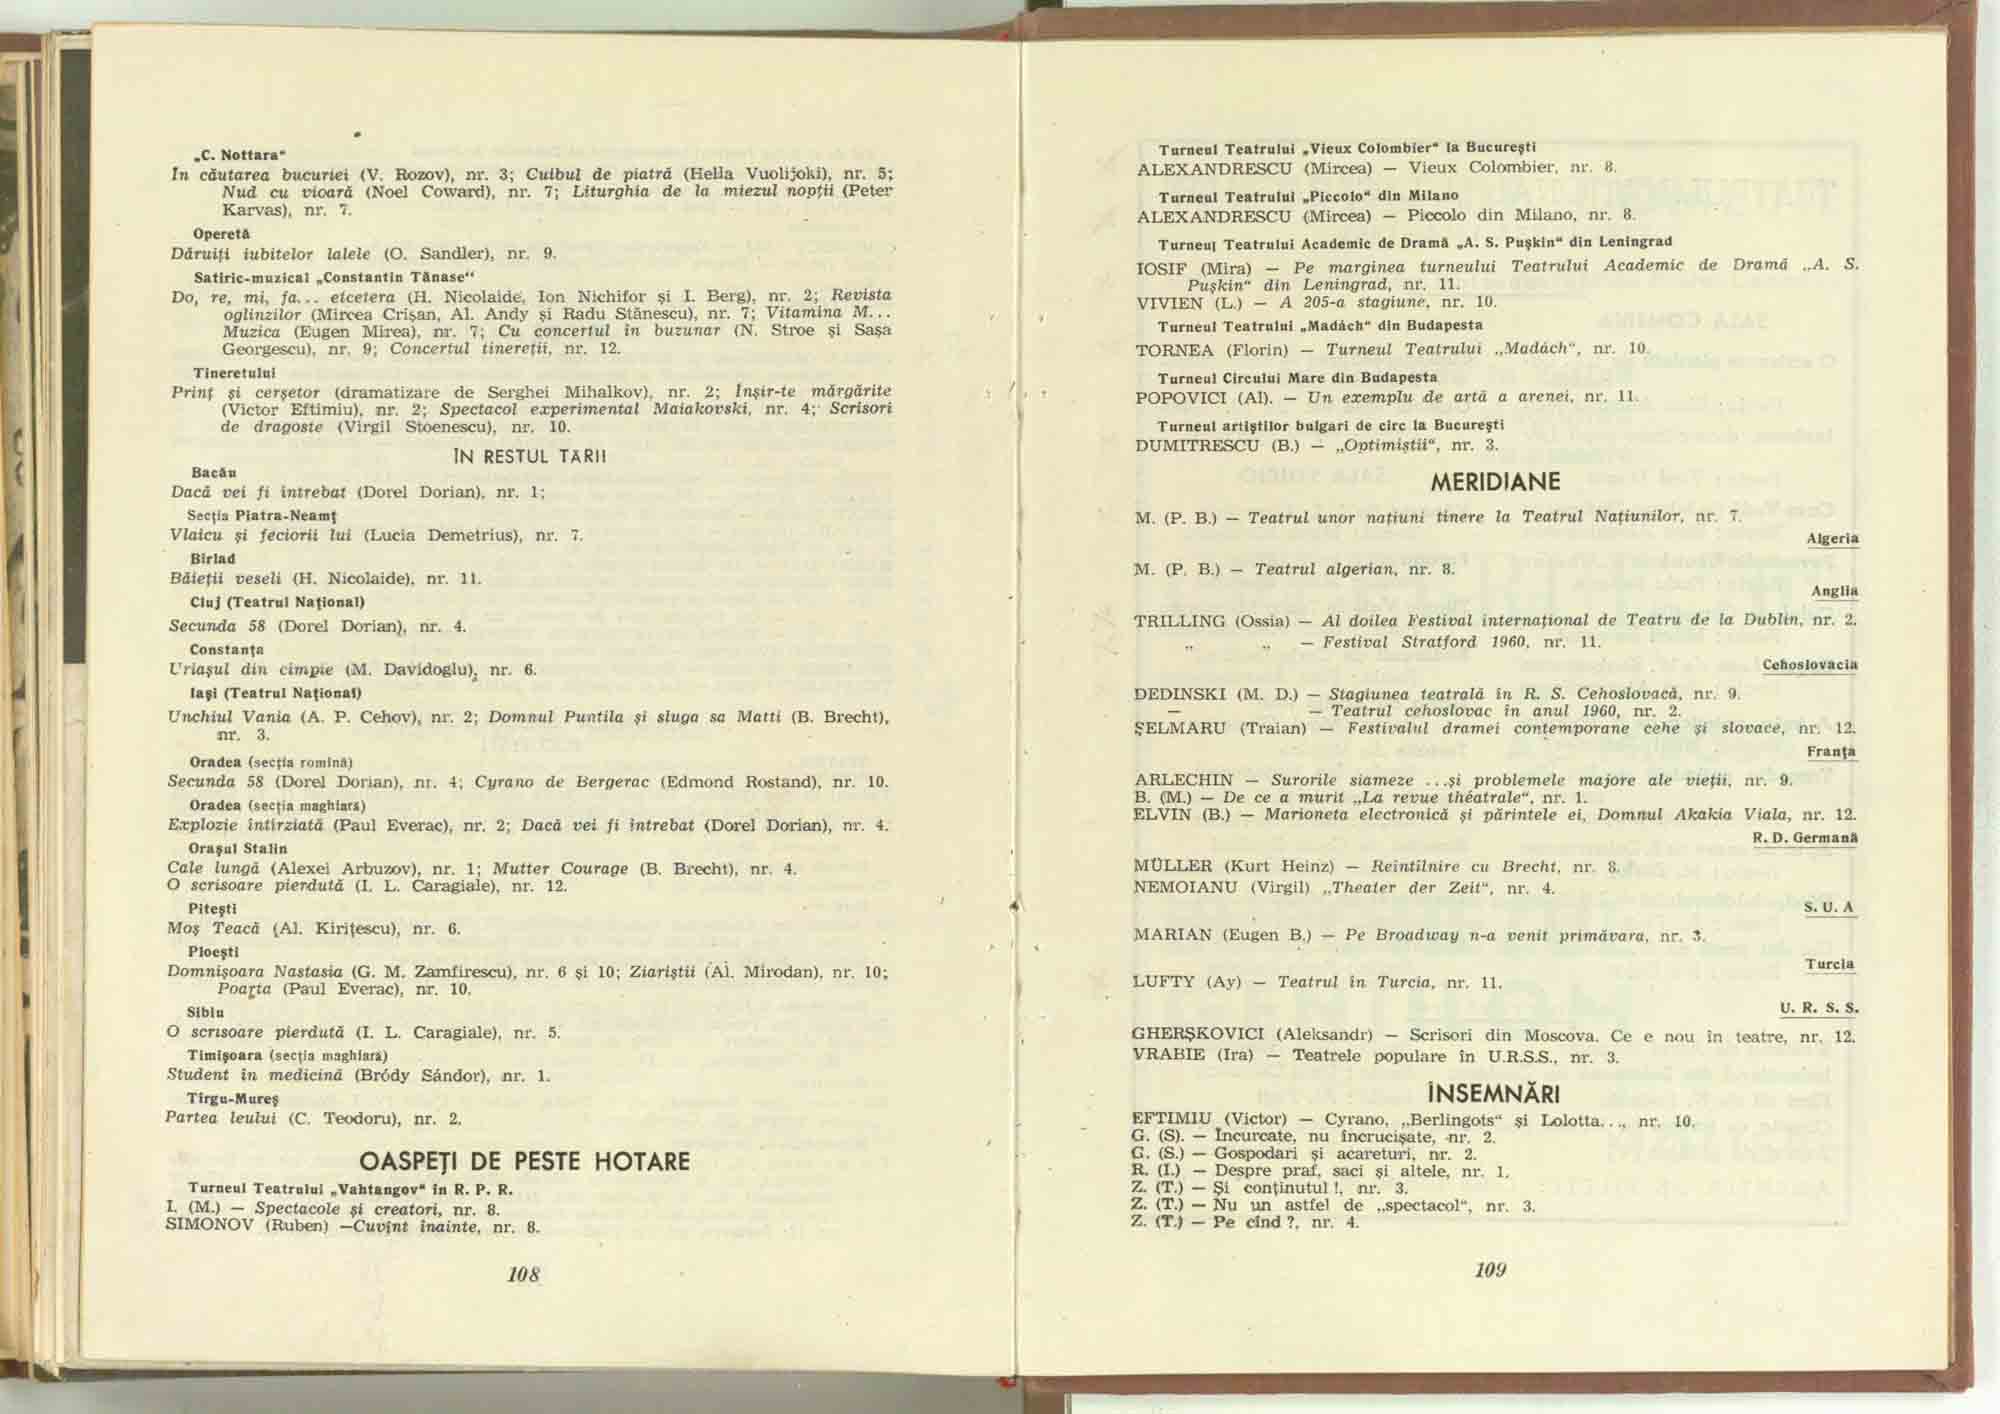 „C. Nottara"
In căutarea bucuriei (V. Rozov), nr. 3; Cuibul de piatră (Hella Vuolijoki), nr. 5;
Nud cu vioară (Noel Coward), nr. 7; Liturghia de la miezul nopții (Peter
Karvas), nr. 7.
Operetă
Dăruiți iubitelor lalele (O. Sandler), nr. 9.
Satiric-muzical „Constantin Tănase"
Do, re, mi, fa... etcetera (H. Nicolaide, Ion Nichifor și I. Berg), nr. 2; Revista
oglinzilor (Mircea Crișan, Al. Andy și Radu Stănescu), nr. 7; Vitamina M...
Muzica (Eugen Mirea), nr. 7; Cu concertul în buzunar (N. Stroe și Sașa
Georgescu), nr. 9; Concertul tinereții, nr. 12.
Tineretului
Prinț și cerșetor (dramatizare de Serghei Mihalkov), nr. 2; Inșir-te mărgărite
(Victor Eftimiu), nr. 2; Spectacol experimental Maiakovski, nr. 4; Scrisori
de dragoste (Virgil Stoenescu), nr. 10.
ÎN RESTUL TĂRII
Bacău
Dacă vei fi întrebat (Dorel Dorian), nr. 1;
Secția Piatra-Neamț
Vlaicu și feciorii lui (Lucia Demetrius), nr. 7.
Bîrlad
Băieții veseli (H. Nicolaide), nr. 11.
Cluj (Teatrul Național)
Secunda 58 (Dorel Dorian), nr. 4.
Constanța
Uriașul din cîmpie (M. Davidoglu), nr. 6.
Iași (Teatrul Național)
Unchiul Vania (A. P. Cehov), nr. 2; Domnul Puntila și sluga sa Matti (B. Brecht),
nr. 3.
Oradea (secția romînă)
Secunda 58 (Dorel Dorian), nr. 4; Cyrano de Bergerac (Edmond Rostand), nr. 10.
Oradea (secția maghiară)
Explozie întîrziată (Paul Everac), nr. 2; Dacă vei fi întrebat (Dorel Dorian), nr. 4.
Orașul Stalin
Cale lungă (Alexei Arbuzov), nr. 1; Mutter Courage (B. Brecht), nr. 4.
O scrisoare pierdută (I. L. Caragiale), nr. 12.
Pitești
Moș Teacă (Al. Kirițescu), nr. 6.
Ploești
Domnișoara Nastasia (G. M. Zamfirescu), nr. 6 și 10; Ziariștii (Al. Mirodan), nr. 10;
Poarta (Paul Everac), nr. 10.
Sibiu
O scrisoare pierdută (I. L. Caragiale), nr. 5.
Timișoara (secția maghiară)
Student în medicină (Bródy Sándor), nr. 1.
Tîrgu-Mureș
Partea leului (C. Teodoru), nr. 2.
OASPEȚI DE PESTE HOTARE
Turneul Teatrului „Vahtangov" în R. P. R.
I. (M.) — Spectacole și creatori, nr. 8.
SIMONOV (Ruben) —Cuvînt înainte, nr. 8.
108
Turneul Teatrului „Vieux Colombier" la București
ALEXANDRESCU (Mircea) — Vieux Colombier, nr. 8.
Turneul Teatrului „Piccolo" din Milano
ALEXANDRESCU (Mircea) — Piccolo din Milano, nr. 8.
Turneul Teatrului Academic de Dramă „A. S. Pușkin" din Leningrad
IOSIF (Mira) — Pe marginea turneului Teatrului Academic de Dramă „A. S.
Pușkin" din Leningrad, nr. 11.
VIVIEN (L.) — A 205-a stagiune, nr. 10.
Turneul Teatrului „Madách" din Budapesta
TORNEA (Florin) — Turneul Teatrului „Madách", nr. 10.
Turneul Circului Mare din Budapesta
POPOVICI (Al). — Un exemplu de artă a arenei, nr. 11.
Turneul artiștilor bulgari de circ la București
DUMITRESCU (B.) — „Optimiștii", nr. 3.
MERIDIANE
M. (P. B.) — Teatrul unor națiuni tinere la Teatrul Națiunilor, nr. 7.
Algeria
M. (P. B.) — Teatrul algerian, nr. 8.
Anglia
TRILLING (Ossia) — Al doilea Festival internațional de Teatru de la Dublin, nr. 2.
„ „ — Festival Stratford 1960, nr. 11.
Cehoslovacia
DEDINSKI (M. D.) — Stagiunea teatrală în R. S. Cehoslovacă, nr. 9.
— — Teatrul cehoslovac în anul 1960, nr. 2.
ȘELMARU (Traian) — Festivalul dramei contemporane cehe și slovace, nr. 12.
Franța
ARLECHIN — Surorile siameze ...și problemele majore ale vieții, nr. 9.
B. (M.) — De ce a murit „La revue théatrale", nr. 1.
ELVIN (B.) — Marioneta electronică și părintele ei, Domnul Akakia Viala, nr. 12.
R. D. Germană
MÜLLER (Kurt Heinz) — Reîntîlnire cu Brecht, nr. 8.
NEMOIANU (Virgil) „Theater der Zeit", nr. 4.
S. U. A
MARIAN (Eugen B.) — Pe Broadway n-a venit primăvara, nr. 3.
Turcia
LUFTY (Ay) — Teatrul în Turcia, nr. 11.
U. R. S. S.
GHERȘKOVICI (Aleksandr) — Scrisori din Moscova. Ce e nou în teatre, nr. 12.
VRABIE (Ira) — Teatrele populare în U.R.S.S., nr. 3.
ÎNSEMNĂRI
EFTIMIU (Victor) — Cyrano, „Berlingots" și Lolotta..., nr. 10.
G. (S). — Încurcate, nu încrucișate, nr. 2.
G. (S.) — Gospodari și acareturi, nr. 2.
R. (I.) — Despre praf, saci și altele, nr. 1.
Z. (T.) — Și conținutul !, nr. 3.
Z. (T.) — Nu un astfel de „spectacol", nr. 3.
Z. (T.) — Pe cînd ?, nr. 4.
109